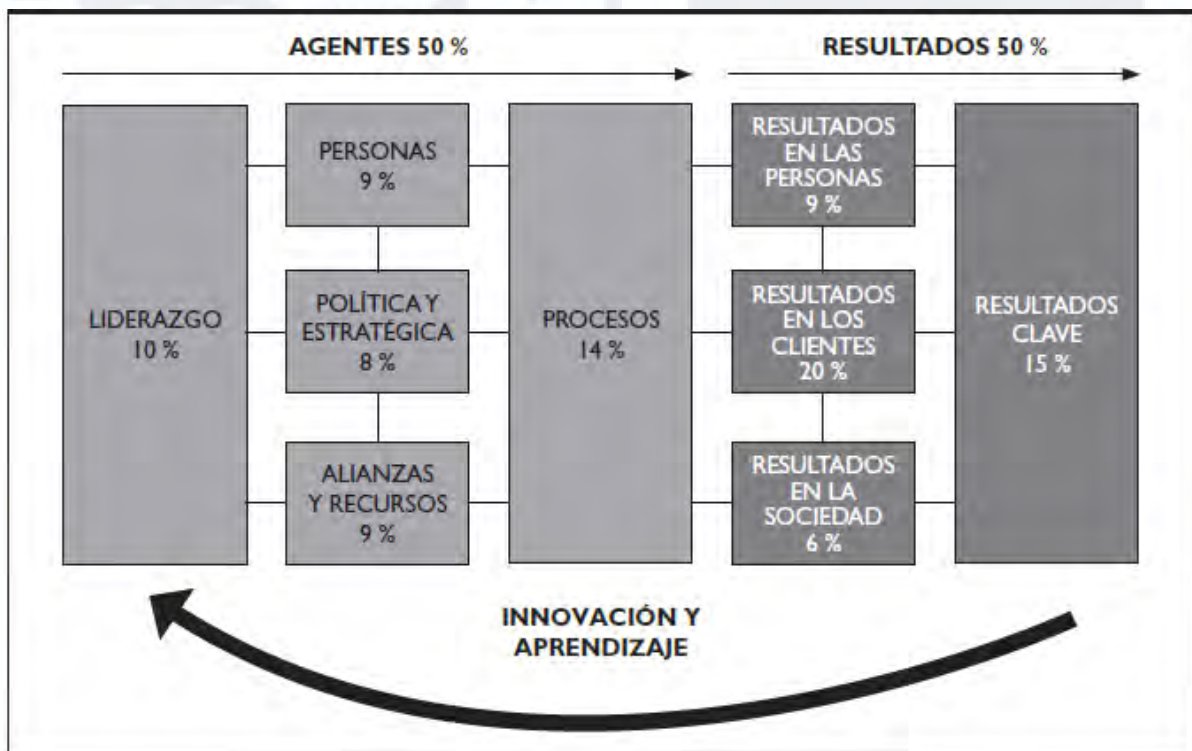 AGENTES 50 %
RESULTADOS 50 %
LIDERAZGO
10 %
PERSONAS
9 %
POLÍTICA Y
ESTRATÉGICA
8 %
ALIANZAS
Y RECURSOS
9 %
PROCESOS
14 %
RESULTADOS
EN LAS
PERSONAS
9 %
RESULTADOS
EN LOS
CLIENTES
20 %
RESULTADOS
EN LA
SOCIEDAD
6 %
RESULTADOS
CLAVE
15 %
INNOVACIÓN Y
APRENDIZAJE